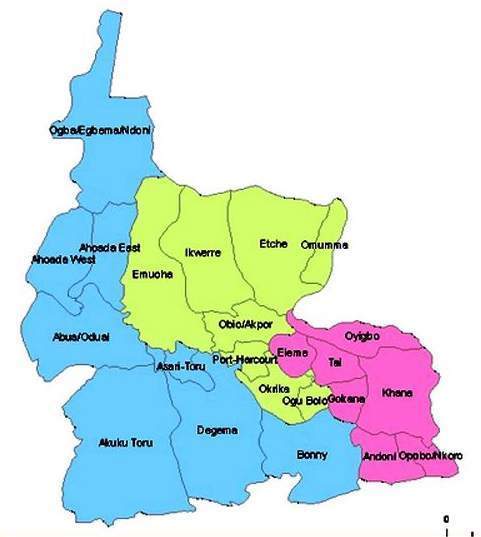 Ogba/Egbema/Ndoni
Ahoada East
Ahoada West
Emuoha
Ikwerre
Etche
Omumma
Abua/Odual
Obio/Akpor
Oyigbo
Asari-Toru
Port-Harcourt
Eleme
Tai
Okrika
Ogu Bolo
Gokana
Khana
Akuku Toru
Degema
Bonny
Andoni
Opobo/Nkoro
0